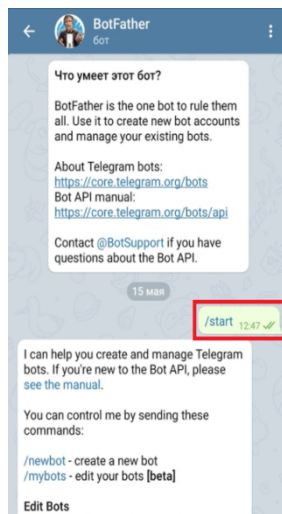 BotFather
бот
Что умеет этот бот?
BotFather is the one bot to rule them
all. Use it to create new bot accounts
and manage your existing bots.
About Telegram bots:
https://core.telegram.org/bots
Bot API manual:
https://core.telegram.org/bots/api
Contact @BotSupport if you have
questions about the Bot API.
15 мая
/start 12:47
I can help you create and manage Telegram
bots. If you're new to the Bot API, please
see the manual.
You can control me by sending these
commands:
/newbot - create a new bot
/mybots - edit your bots [beta]
Edit Bots